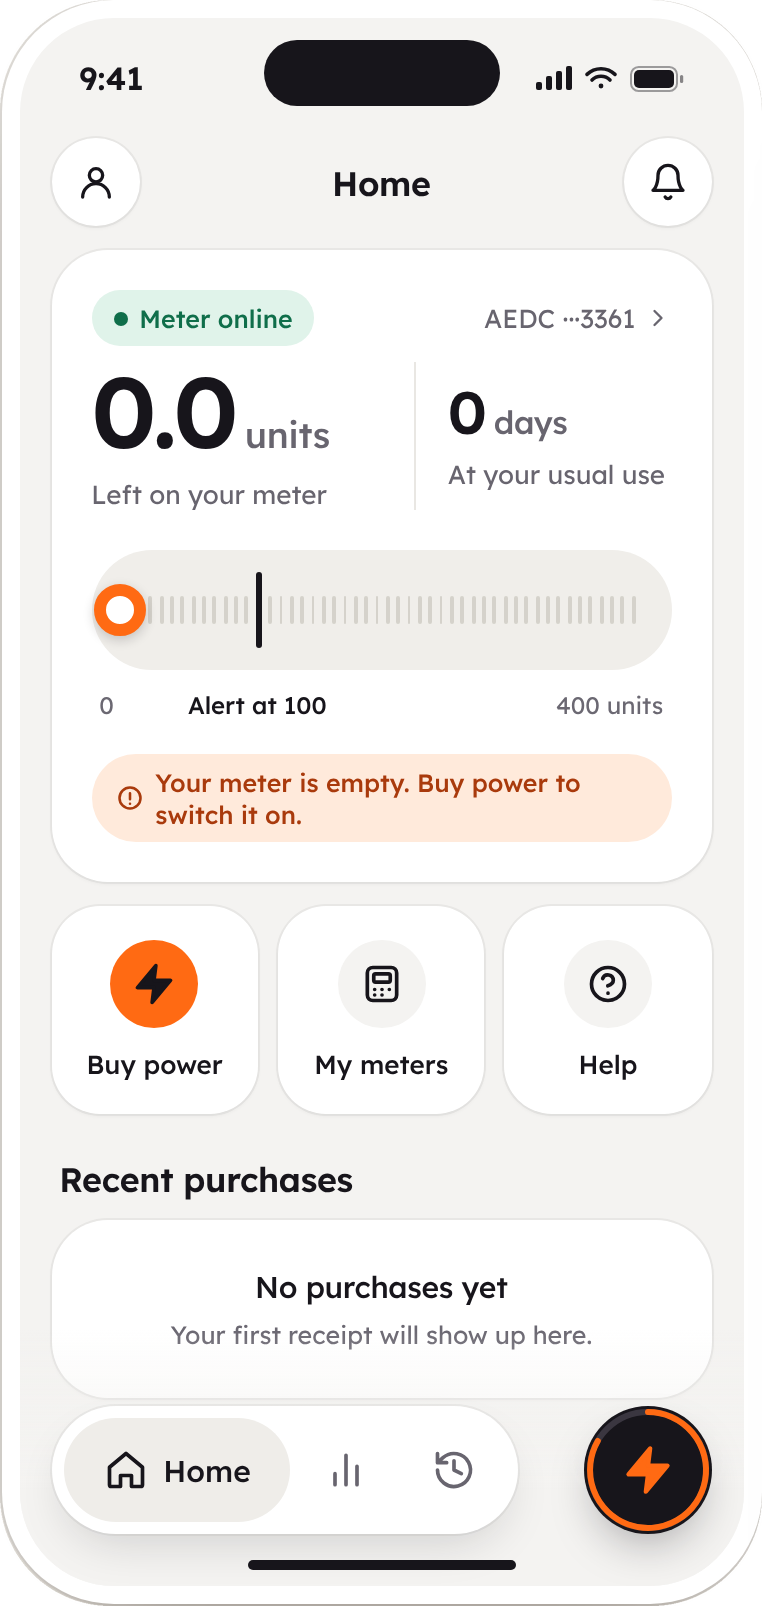 9:41
Home
Meter online
AEDC ···3361
0.0 units
0 days
Left on your meter
At your usual use
0
Alert at 100
400 units
Your meter is empty. Buy power to
switch it on.
Buy power
My meters
Help
Recent purchases
No purchases yet
Your first receipt will show up here.
Home